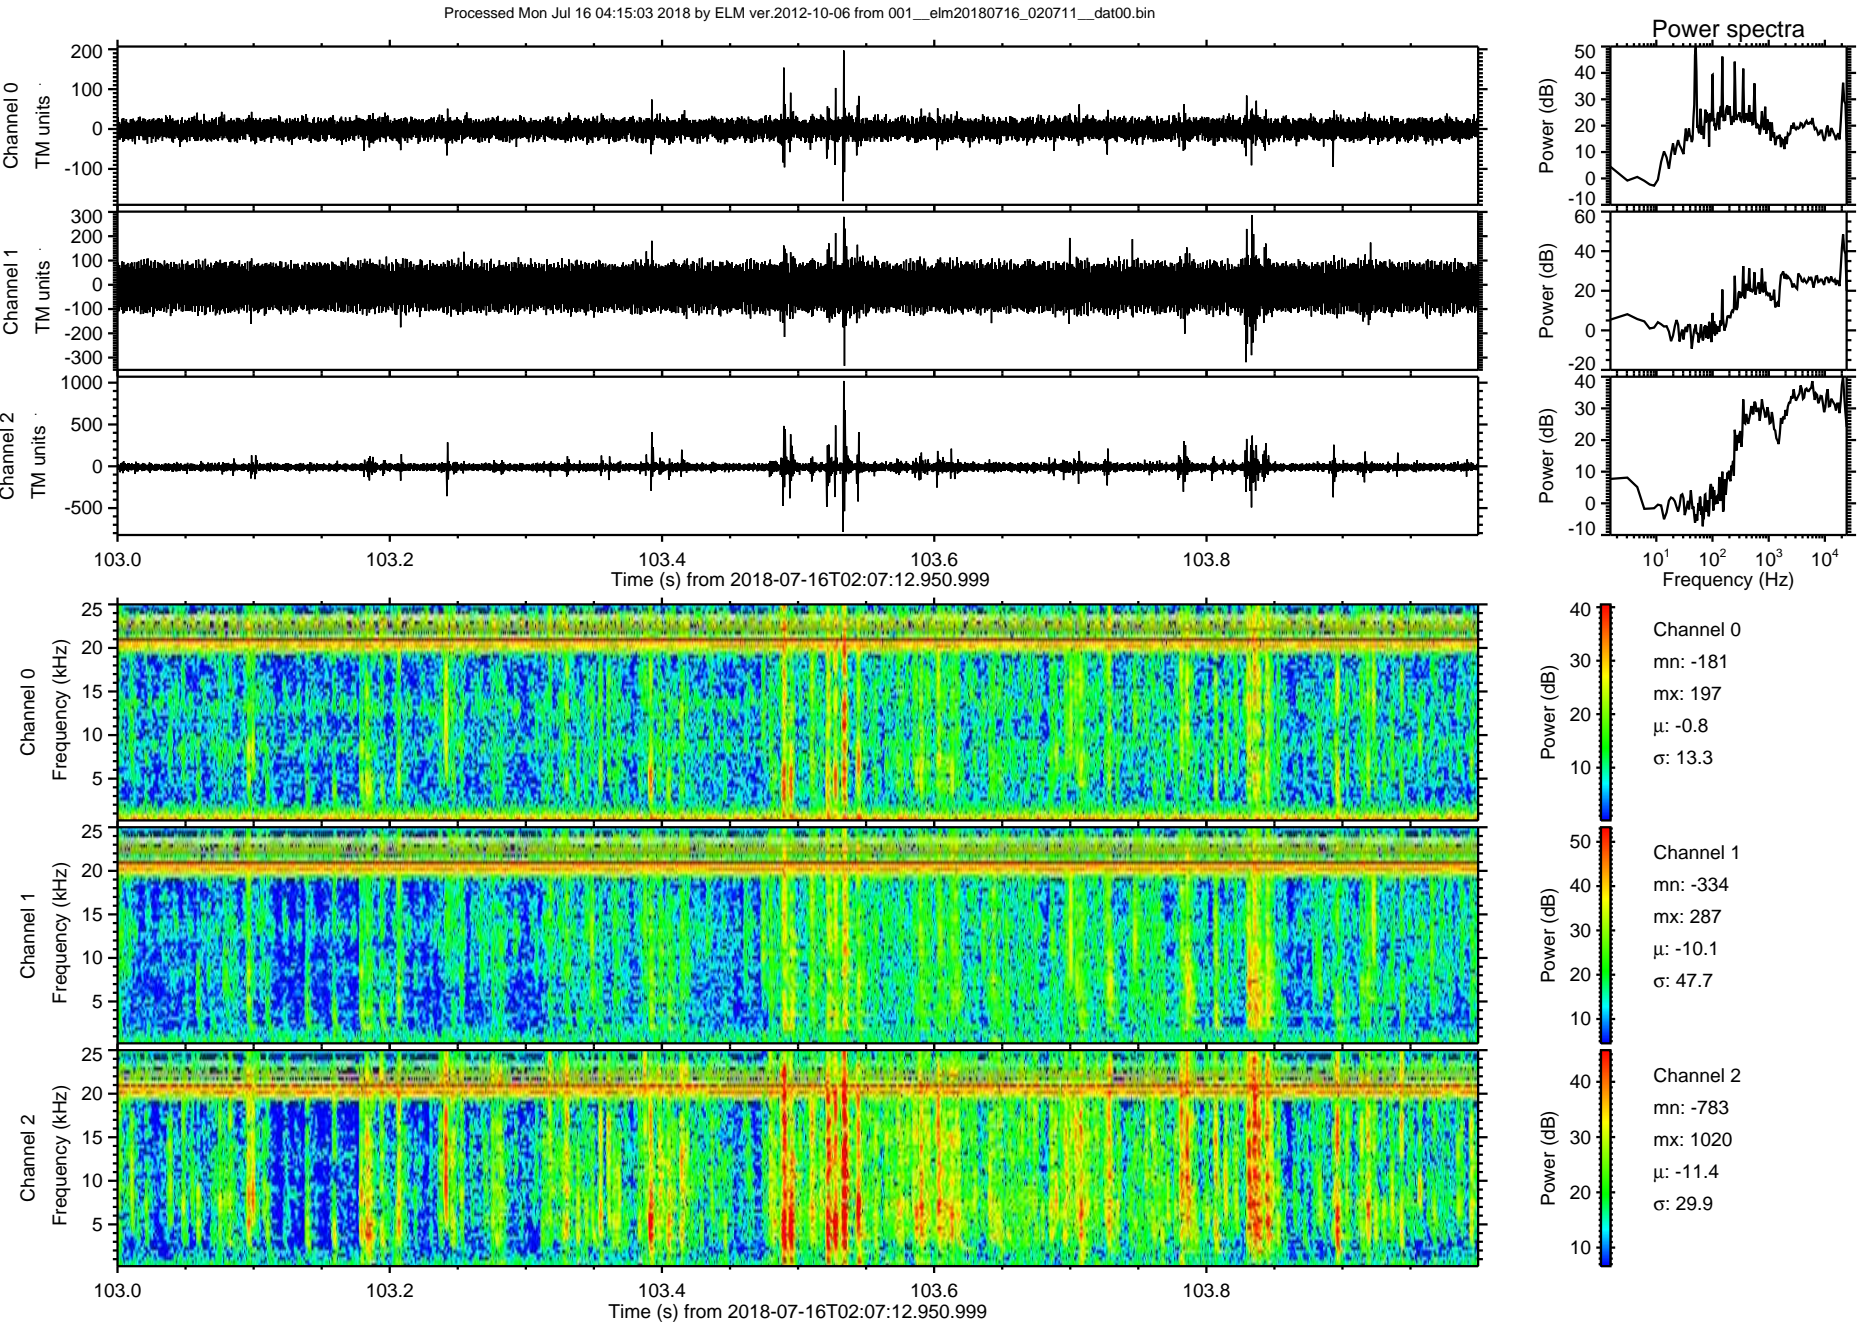 Processed Mon Jul 16 04:15:03 2018 by ELM ver.2012-10-06 from 001__elm20180716_020711__dat00.bin
Power spectra
Channel 0
TM units
200
100
0
-100
Power (dB)
50
40
30
20
10
0
-10
Channel 1
TM units
300
200
100
0
-100
-200
-300
Power (dB)
60
40
20
0
-20
Channel 2
TM units
1000
500
0
-500
Power (dB)
40
30
20
10
0
-10
103.0 103.2 103.4 103.6 103.8
Time (s) from 2018-07-16T02:07:12.950.999
10¹ 10² 10³ 10⁴
Frequency (Hz)
Channel 0
Frequency (kHz)
25
20
15
10
5
Power (dB)
40
30
20
10
Channel 0
mn: -181
mx: 197
μ: -0.8
σ: 13.3
Channel 1
Frequency (kHz)
25
20
15
10
5
Power (dB)
50
40
30
20
10
Channel 1
mn: -334
mx: 287
μ: -10.1
σ: 47.7
Channel 2
Frequency (kHz)
25
20
15
10
5
Power (dB)
40
30
20
10
Channel 2
mn: -783
mx: 1020
μ: -11.4
σ: 29.9
103.0 103.2 103.4 103.6 103.8
Time (s) from 2018-07-16T02:07:12.950.999